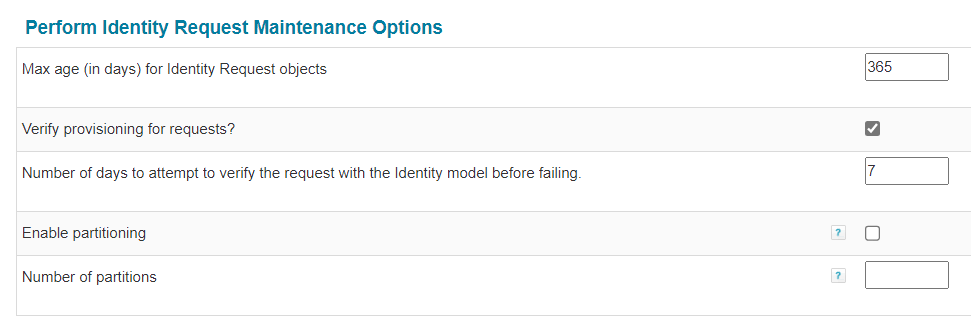 Perform Identity Request Maintenance Options
Max age (in days) for Identity Request objects
365
Verify provisioning for requests?
Number of days to attempt to verify the request with the Identity model before failing.
7
Enable partitioning
?
Number of partitions
?